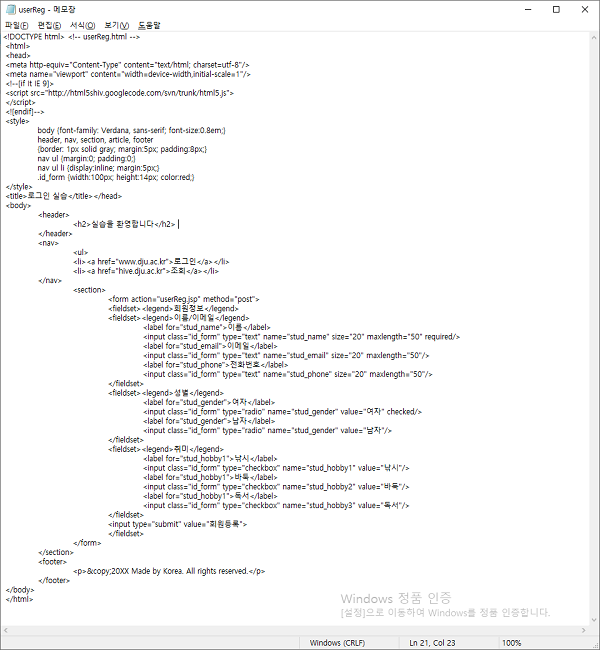 userReg - 메모장
파일(F) 편집(E) 서식(O) 보기(V) 도움말
<!DOCTYPE html> <!-- userReg.html -->
<html>
<head>
<meta http-equiv="Content-Type" content="text/html; charset=utf-8"/>
<meta name="viewport" content="width=device-width,initial-scale=1"/>
<!--[if lt IE 9]>
<script src="http://html5shiv.googlecode.com/svn/trunk/html5.js">
</script>
<![endif]-->
<style>
body {font-family: Verdana, sans-serif; font-size:0.8em;}
header, nav, section, article, footer
{border: 1px solid gray; margin:5px; padding:8px;}
nav ul {margin:0; padding:0;}
nav ul li {display:inline; margin:5px;}
.id_form {width:100px; height:14px; color:red;}
</style>
<title>로그인 실습</title></head>
<body>
<header>
<h2>실습을 환영합니다</h2>
</header>
<nav>
<ul>
<li><a href="www.dju.ac.kr">로그인</a></li>
<li><a href="hive.dju.ac.kr">조회</a></li>
</nav>
<section>
<form action="userReg.jsp" method="post">
<fieldset><legend>회원정보</legend>
<fieldset><legend>이름/이메일</legend>
<label for="stud_name">이름</label>
<input class="id_form" type="text" name="stud_name" size="20" maxlength="50" required/>
<label for="stud_email">이메일</label>
<input class="id_form" type="text" name="stud_email" size="20" maxlength="50"/>
<label for="stud_phone">전화번호</label>
<input class="id_form" type="text" name="stud_phone" size="20" maxlength="50"/>
</fieldset>
<fieldset><legend>성별</legend>
<label for="stud_gender">여자</label>
<input class="id_form" type="radio" name="stud_gender" value="여자" checked/>
<label for="stud_gender">남자</label>
<input class="id_form" type="radio" name="stud_gender" value="남자"/>
</fieldset>
<fieldset><legend>취미</legend>
<label for="stud_hobby1">낚시</label>
<input class="id_form" type="checkbox" name="stud_hobby1" value="낚시"/>
<label for="stud_hobby1">바둑</label>
<input class="id_form" type="checkbox" name="stud_hobby2" value="바둑"/>
<label for="stud_hobby1">독서</label>
<input class="id_form" type="checkbox" name="stud_hobby3" value="독서"/>
</fieldset>
<input type="submit" value="회원등록">
</fieldset>
</form>
</section>
<footer>
<p>&copy;20XX Made by Korea. All rights reserved.</p>
</footer>
</body>
</html>
Windows 정품 인증
[설정]으로 이동하여 Windows를 정품 인증합니다.
Windows (CRLF) Ln 21, Col 23 100%